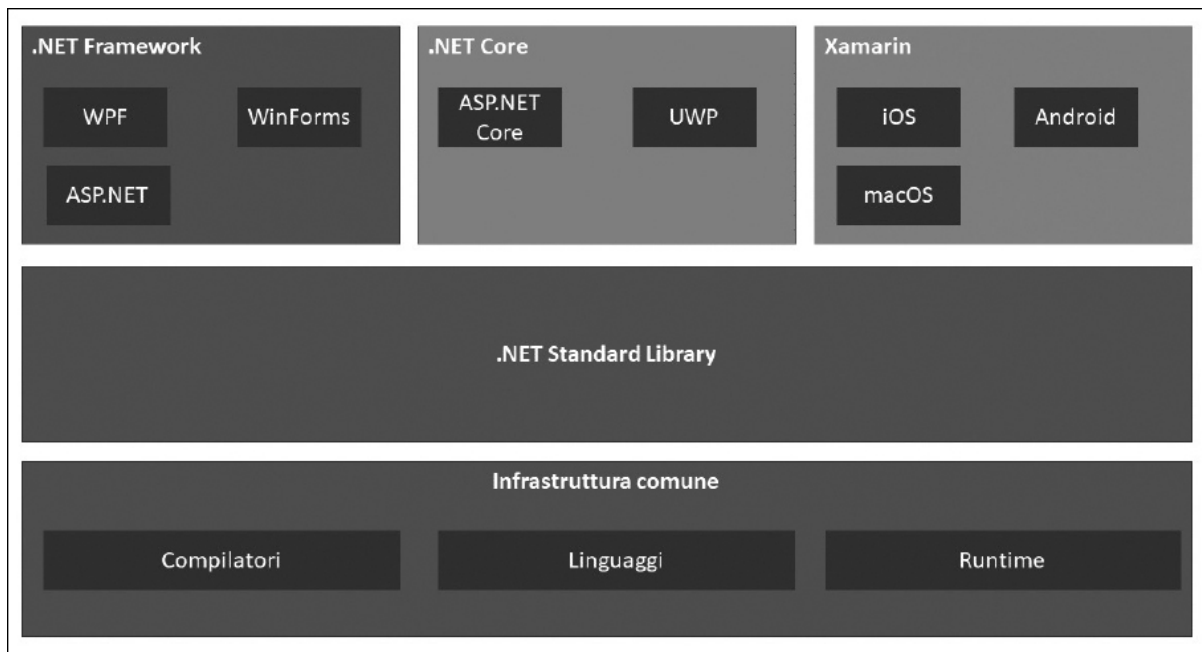 .NET Framework
WPF
WinForms
ASP.NET
.NET Core
ASP.NET
Core
UWP
Xamarin
iOS
Android
macOS
.NET Standard Library
Infrastruttura comune
Compilatori
Linguaggi
Runtime